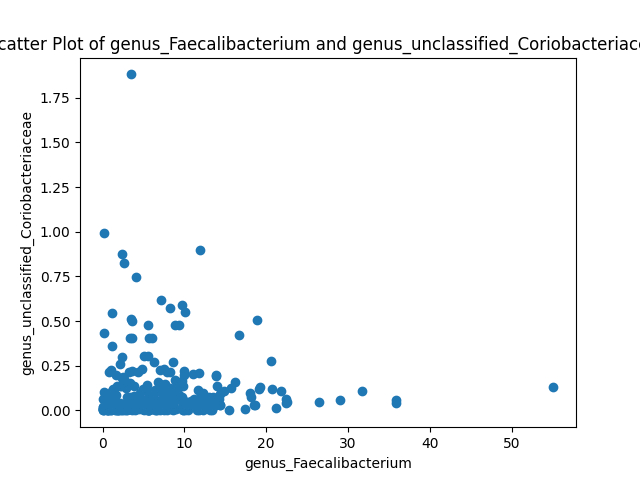 catter Plot of genus_Faecalibacterium and genus_unclassified_Coriobacteriac
genus_unclassified_Coriobacteriaceae
1.75
1.50
1.25
1.00
0.75
0.50
0.25
0.00
0 10 20 30 40 50
genus_Faecalibacterium